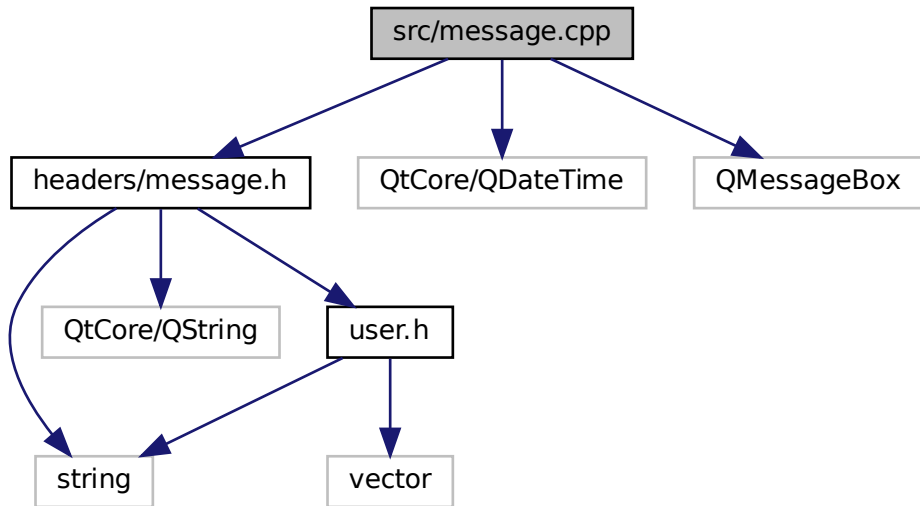 src/message.cpp
headers/message.h
QtCore/QDateTime
QMessageBox
QtCore/QString
user.h
string
vector